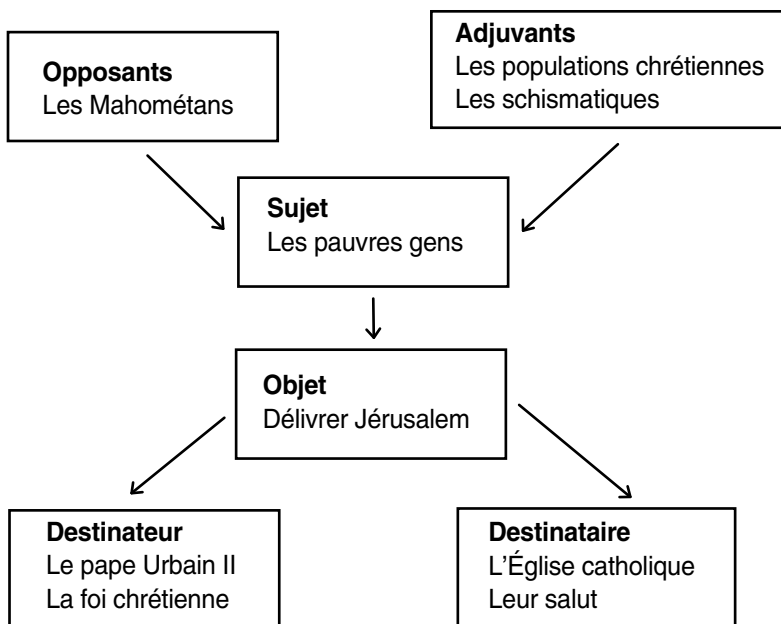 Opposants
Les Mahométans
Adjuvants
Les populations chrétiennes
Les schismatiques
Sujet
Les pauvres gens
Objet
Délivrer Jérusalem
Destinateur
Le pape Urbain II
La foi chrétienne
Destinataire
L'Église catholique
Leur salut